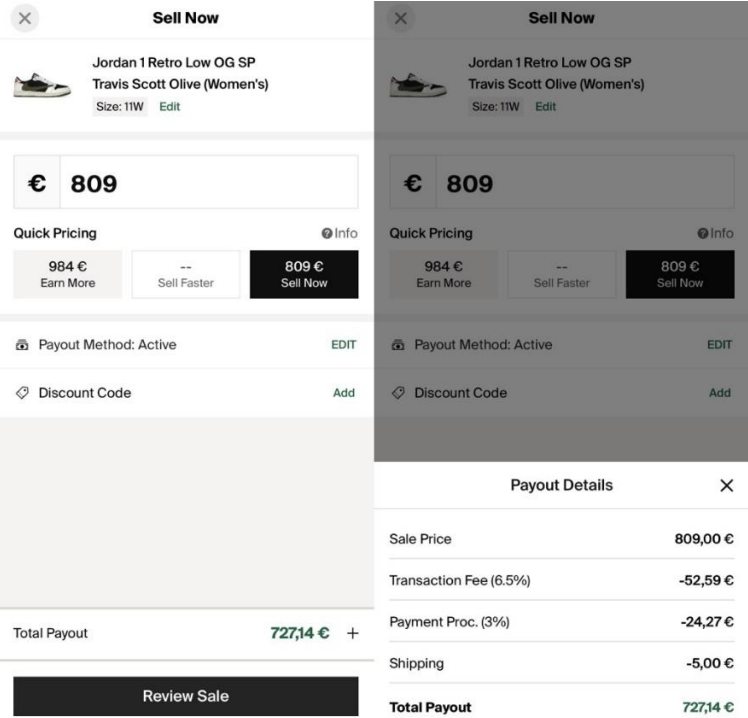 Sell Now
Jordan 1 Retro Low OG SP
Travis Scott Olive (Women's)
Size: 11W Edit
€ 809
Quick Pricing Info
984 € -- 809 €
Earn More Sell Faster Sell Now
Payout Method: Active EDIT
Discount Code Add
Total Payout 727,14 € +
Review Sale
Sell Now
Jordan 1 Retro Low OG SP
Travis Scott Olive (Women's)
Size: 11W Edit
€ 809
Quick Pricing Info
984 € -- 809 €
Earn More Sell Faster Sell Now
Payout Method: Active EDIT
Discount Code Add
Payout Details
Sale Price 809,00 €
Transaction Fee (6.5%) -52,59 €
Payment Proc. (3%) -24,27 €
Shipping -5,00 €
Total Payout 727,14 €